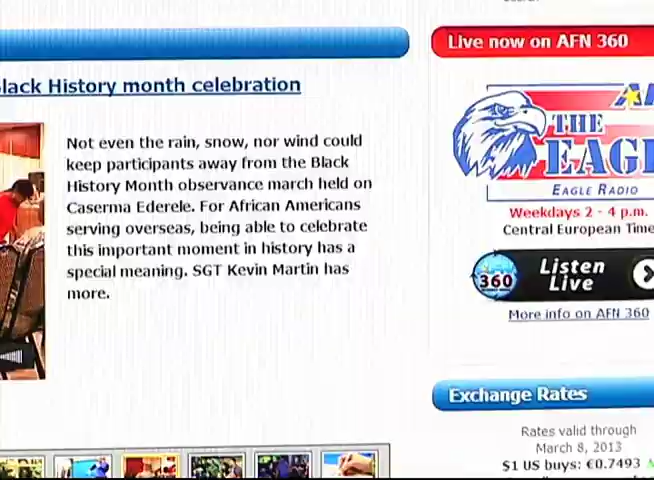 Black History month celebration
Not even the rain, snow, nor wind could
keep participants away from the Black
History Month observance march held on
Caserma Ederele. For African Americans
serving overseas, being able to celebrate
this important moment in history has a
special meaning. SGT Kevin Martin has
more.
Live now on AFN 360
THE
EAGL
EAGLE RADIO
Weekdays 2 - 4 p.m.
Central European Time
360
Listen
Live
More info on AFN 360
Exchange Rates
Rates valid through
March 8, 2013
$1 US buys: €0.7493